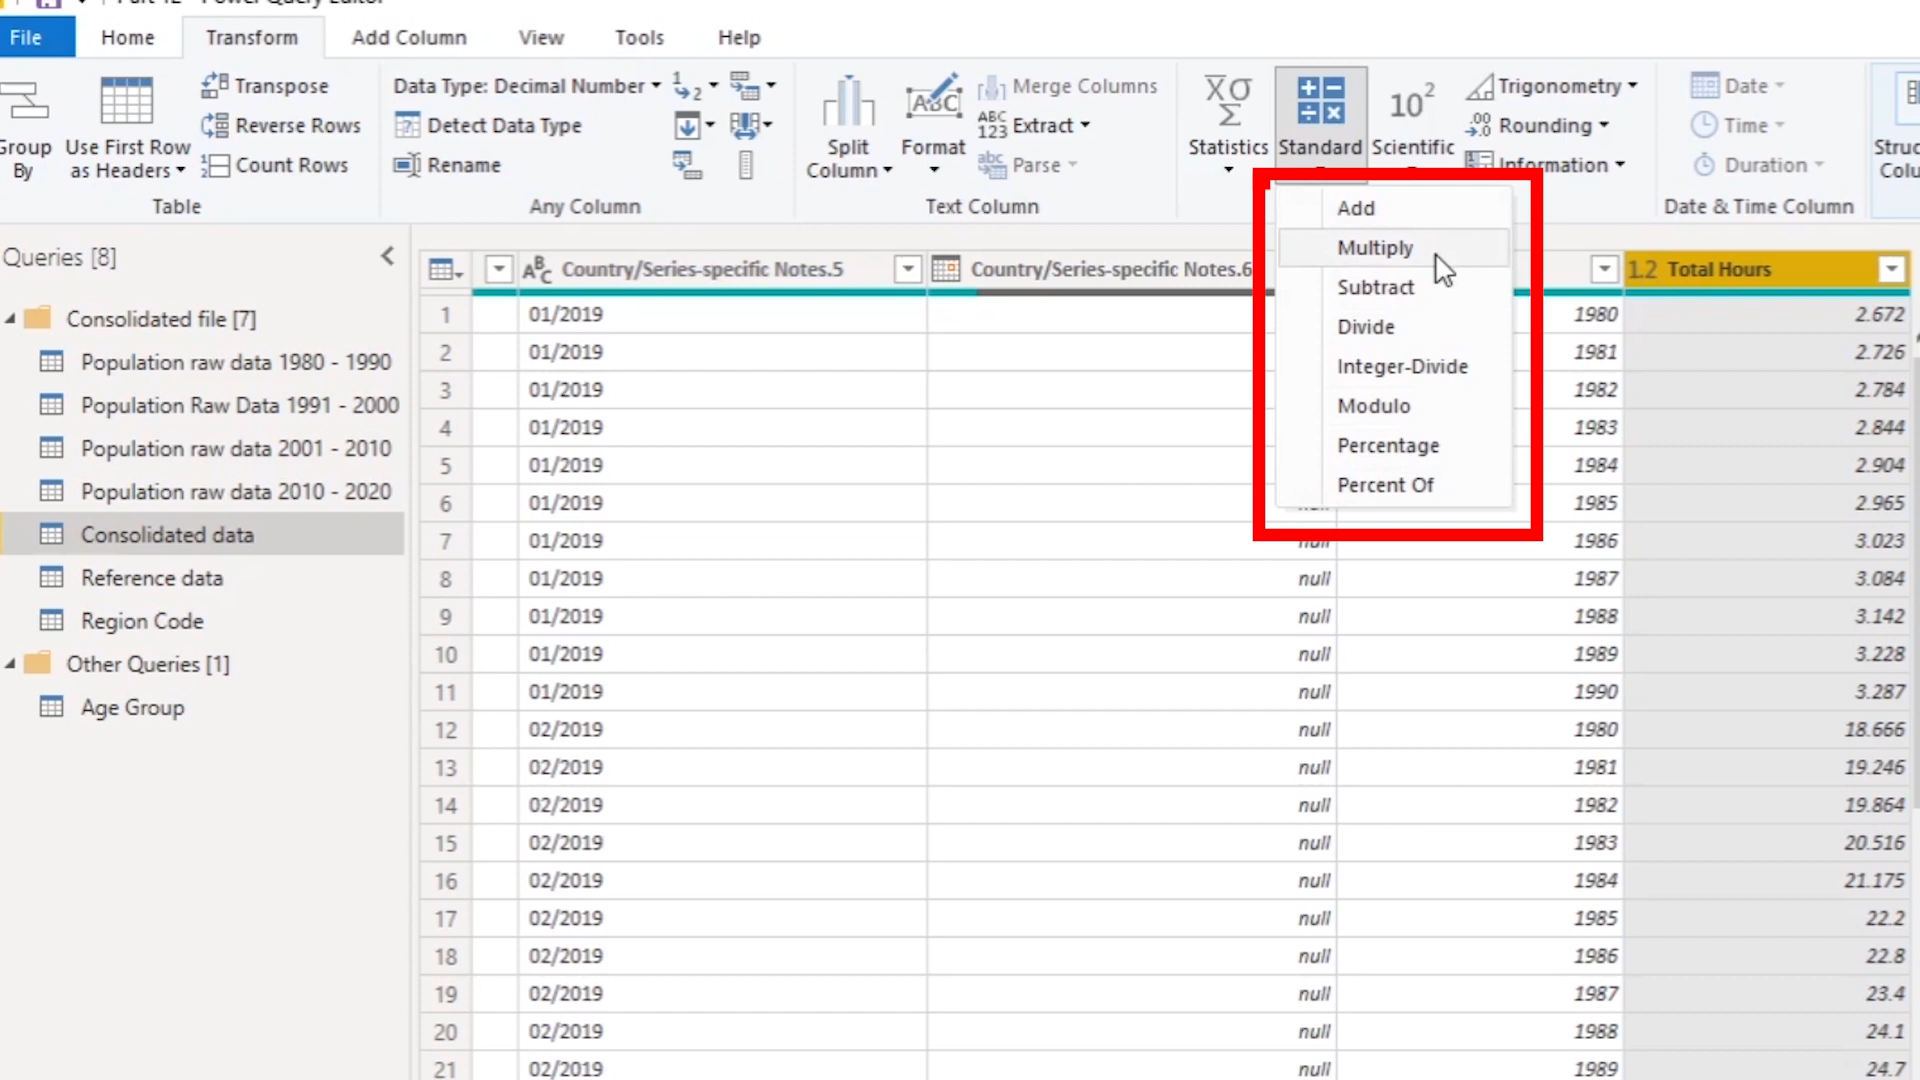 File Home Transform Add Column View Tools Help
Transpose Data Type: Decimal Number Merge Columns Trigonometry Date
Use First Row as Headers Reverse Rows Detect Data Type Split Column Format ABC 123 Extract Statistics Standard 10² Scientific Rounding Time
By Count Rows Rename Parse Information Duration
Table Any Column Text Column Date & Time Column
Add
Multiply
Subtract
Divide
Integer-Divide
Modulo
Percentage
Percent Of
Queries [8]
Consolidated file [7]
Population raw data 1980 - 1990
Population Raw Data 1991 - 2000
Population raw data 2001 - 2010
Population raw data 2010 - 2020
Consolidated data
Reference data
Region Code
Other Queries [1]
Age Group
Country/Series-specific Notes.5 Country/Series-specific Notes.6 1.2 Total Hours
1 01/2019 1980 2.672
2 01/2019 1981 2.726
3 01/2019 1982 2.784
4 01/2019 1983 2.844
5 01/2019 1984 2.904
6 01/2019 1985 2.965
7 01/2019 1986 3.023
8 01/2019 null 1987 3.084
9 01/2019 null 1988 3.142
10 01/2019 null 1989 3.228
11 01/2019 null 1990 3.287
12 02/2019 null 1980 18.666
13 02/2019 null 1981 19.246
14 02/2019 null 1982 19.864
15 02/2019 null 1983 20.516
16 02/2019 null 1984 21.175
17 02/2019 null 1985 22.2
18 02/2019 null 1986 22.8
19 02/2019 null 1987 23.4
20 02/2019 null 1988 24.1
21 02/2019 null 1989 24.7